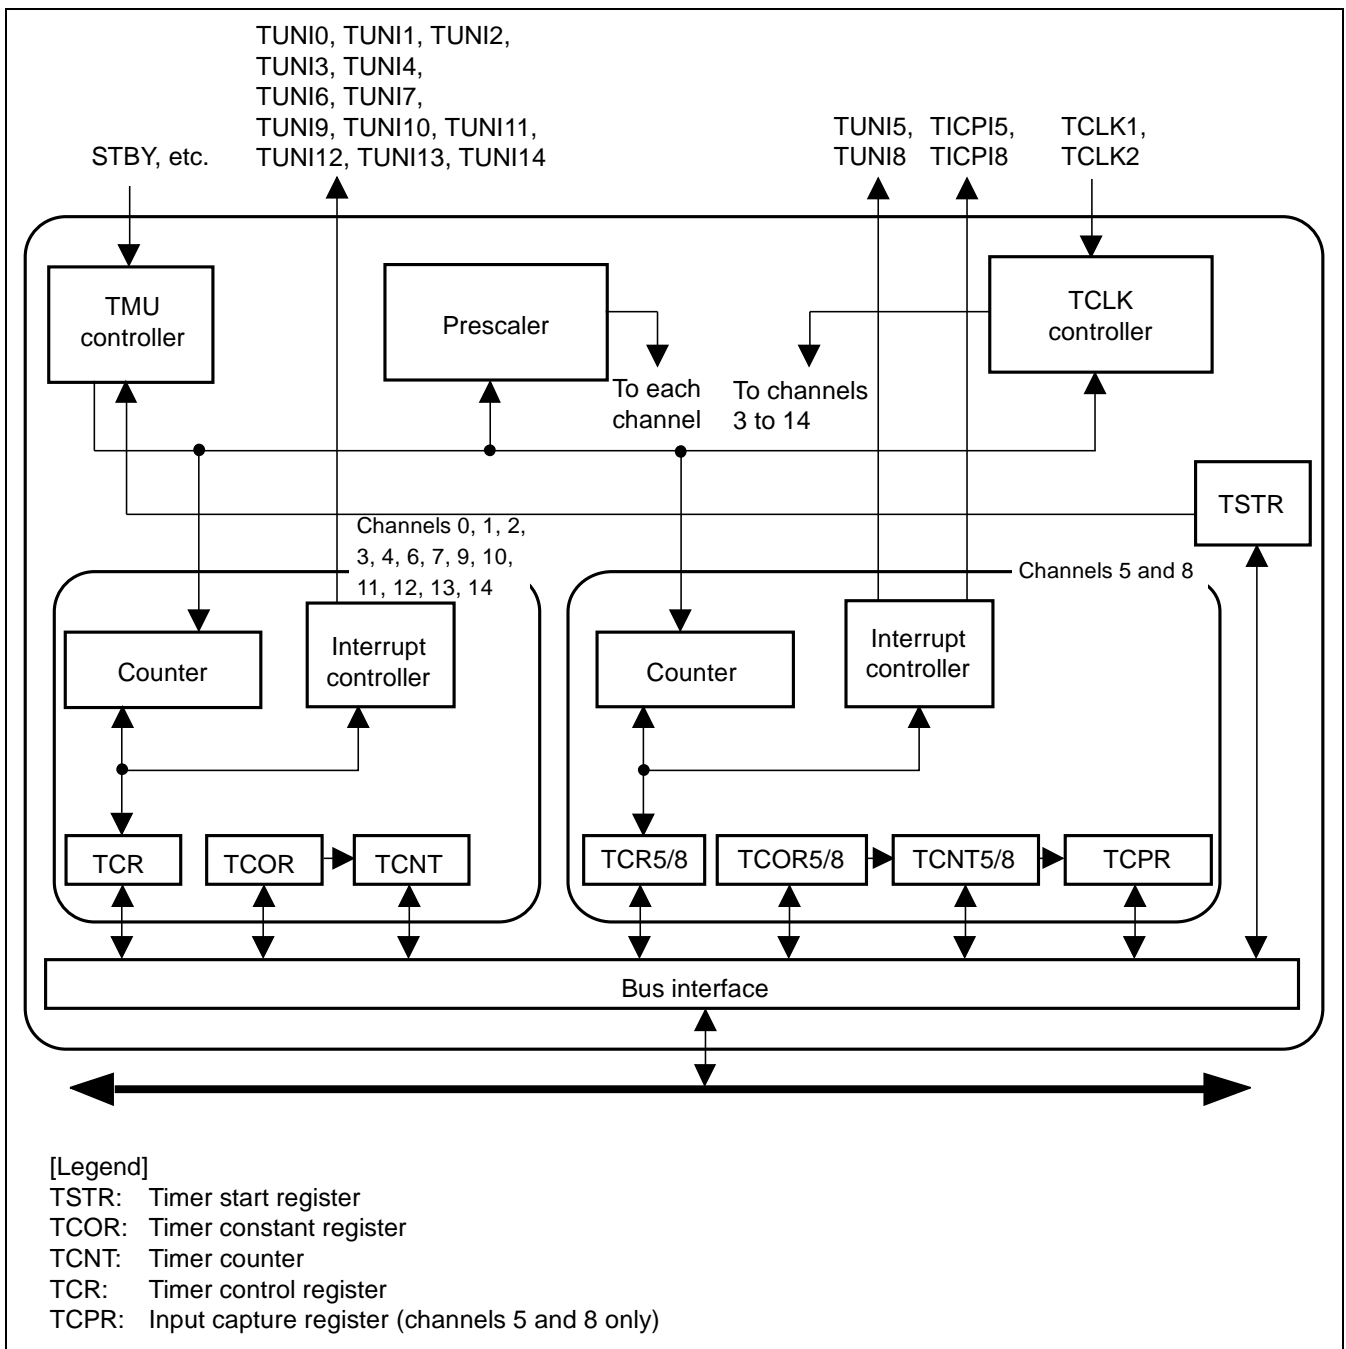 TUNI0, TUNI1, TUNI2,
TUNI3, TUNI4,
TUNI6, TUNI7,
TUNI9, TUNI10, TUNI11,
TUNI12, TUNI13, TUNI14
STBY, etc.
TUNI5,
TUNI8
TICPI5,
TICPI8
TCLK1,
TCLK2
TMU
controller
Prescaler
TCLK
controller
To each
channel
To channels
3 to 14
TSTR
Channels 0, 1, 2,
3, 4, 6, 7, 9, 10,
11, 12, 13, 14
Channels 5 and 8
Counter
Interrupt
controller
Counter
Interrupt
controller
TCR
TCOR
TCNT
TCR5/8
TCOR5/8
TCNT5/8
TCPR
Bus interface
[Legend]
TSTR: Timer start register
TCOR: Timer constant register
TCNT: Timer counter
TCR: Timer control register
TCPR: Input capture register (channels 5 and 8 only)